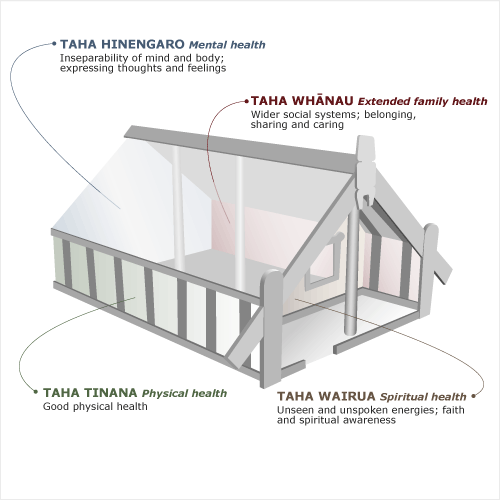 TAHA HINENGARO Mental health
Inseparability of mind and body;
expressing thoughts and feelings
TAHA WHĀNAU Extended family health
Wider social systems; belonging,
sharing and caring
TAHA TINANA Physical health
Good physical health
TAHA WAIRUA Spiritual health
Unseen and unspoken energies; faith
and spiritual awareness